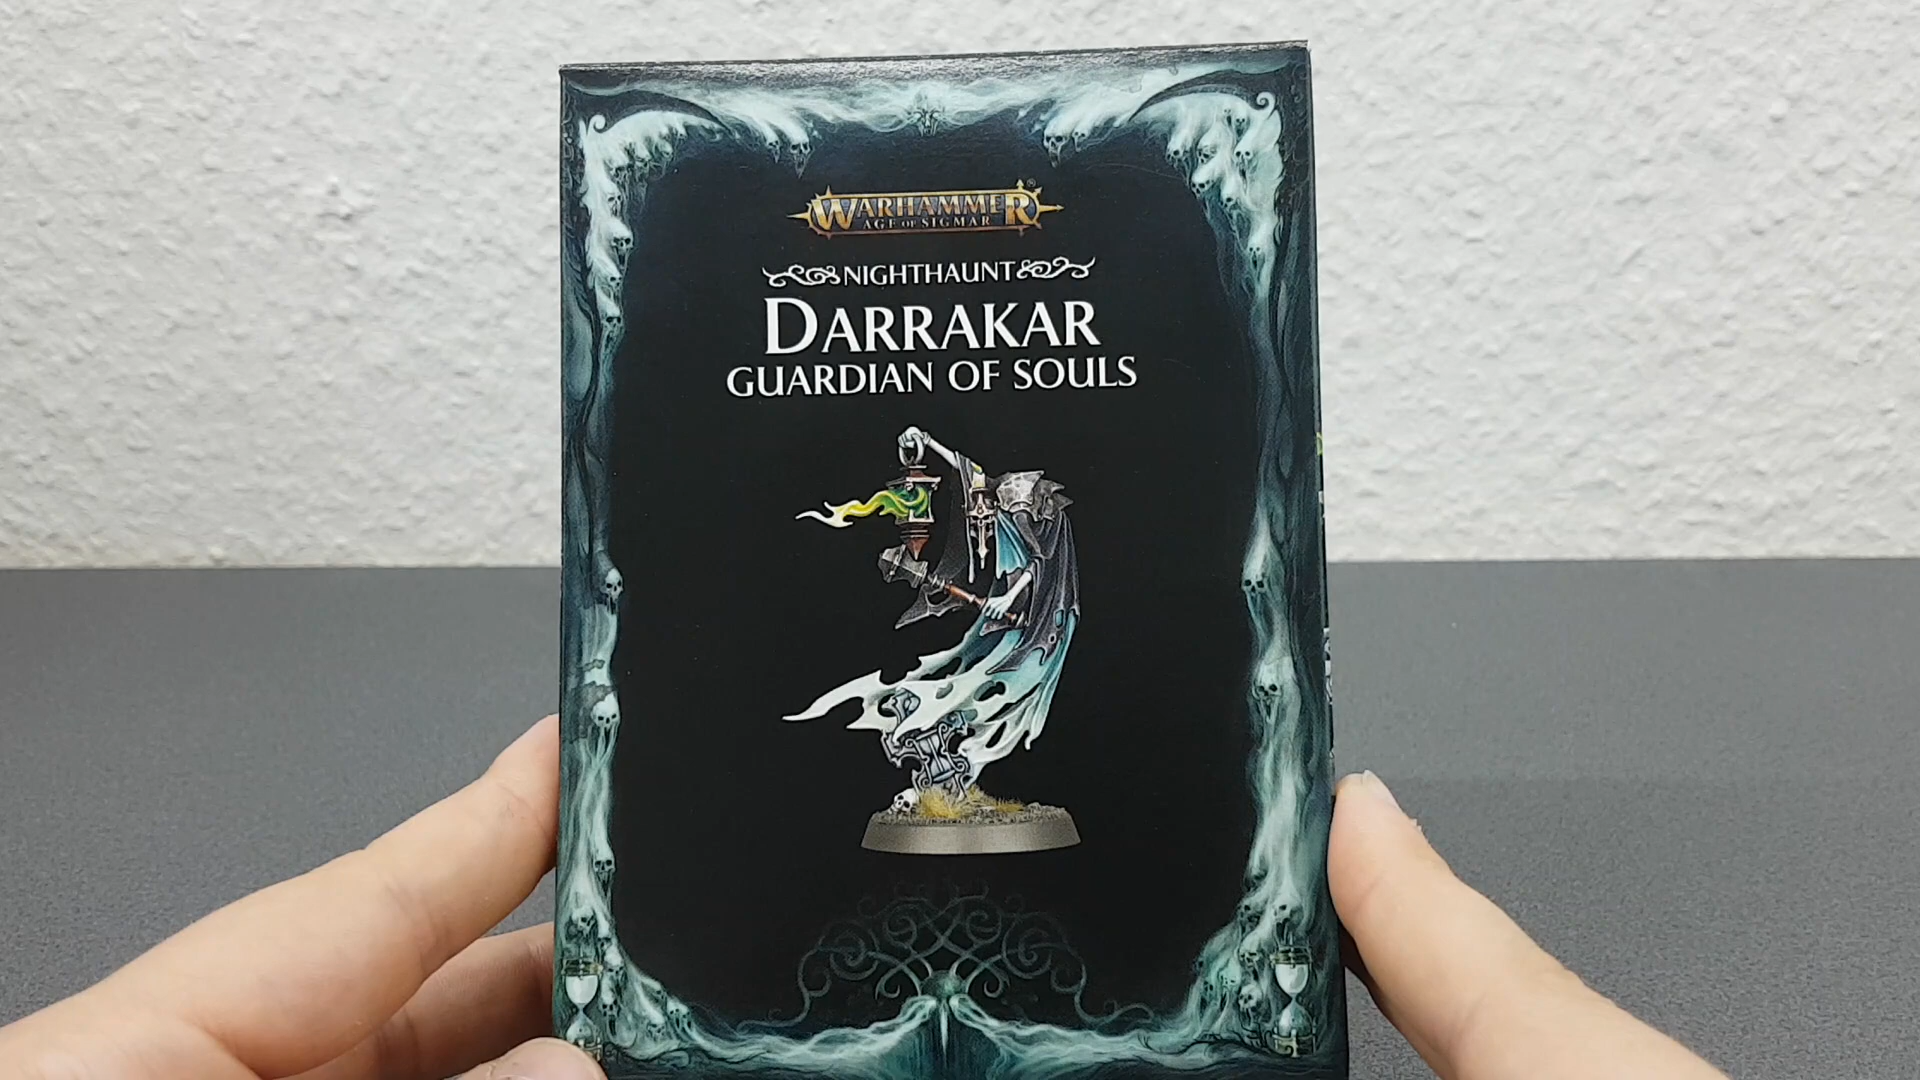 WARHAMMER
AGE OF SIGMAR
NIGHTHAUNT
DARRAKAR
GUARDIAN OF SOULS